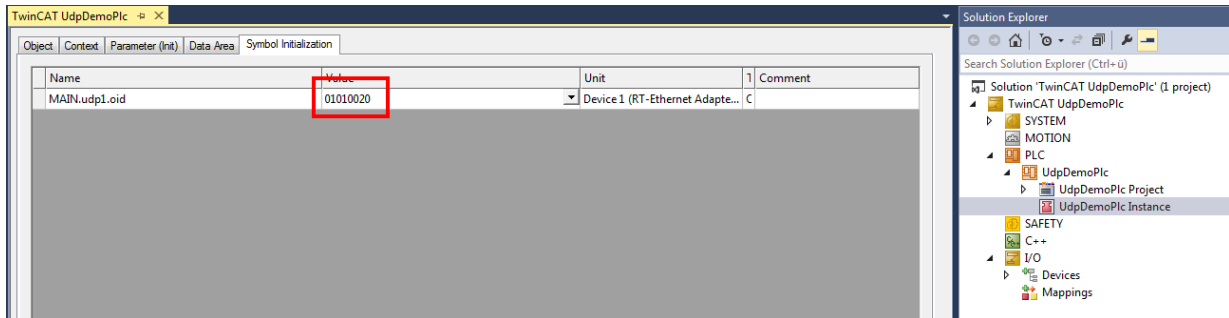 TwinCAT UdpDemoPlc
Object Context Parameter (Init) Data Area Symbol Initialization
Name Value Unit T Comment
MAIN.udp1.oid 01010020 Device 1 (RT-Ethernet Adapte... C
Solution Explorer
Search Solution Explorer (Ctrl+ü)
Solution 'TwinCAT UdpDemoPlc' (1 project)
TwinCAT UdpDemoPlc
SYSTEM
MOTION
PLC
UdpDemoPlc
UdpDemoPlc Project
UdpDemoPlc Instance
SAFETY
C++
I/O
Devices
Mappings